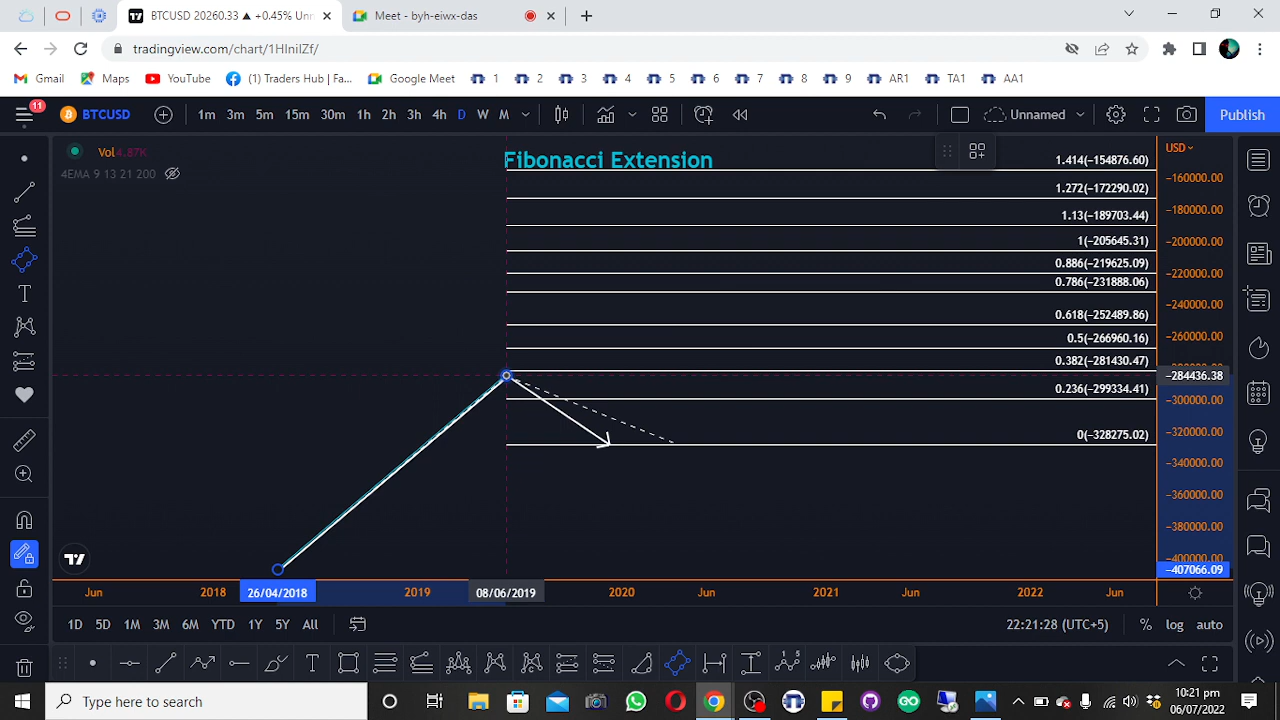 BTCUSD 20260.33 ▲ +0.45% Unn
Meet - byh-eiwx-das
tradingview.com/chart/1HlniIZf/
Gmail
Maps
YouTube
(1) Traders Hub | Fa...
Google Meet
1
2
3
4
5
6
7
8
9
AR1
TA1
AA1
11
BTCUSD
1m
3m
5m
15m
30m
1h
2h
3h
4h
D
W
M
Unnamed
Publish
Vol 4.87K
4EMA 9 13 21 200
Fibonacci Extension
1.414(−154876.60)
1.272(−172290.02)
1.13(−189703.44)
1(−205645.31)
0.886(−219625.09)
0.786(−231888.06)
0.618(−252489.86)
0.5(−266960.16)
0.382(−281430.47)
0.236(−299334.41)
0(−328275.02)
USD
−160000.00
−180000.00
−200000.00
−220000.00
−240000.00
−260000.00
−284436.38
−300000.00
−320000.00
−340000.00
−360000.00
−380000.00
−400000.00
−407066.09
Jun
2018
26/04/2018
2019
08/06/2019
2020
Jun
2021
Jun
2022
Jun
1D
5D
1M
3M
6M
YTD
1Y
5Y
All
22:21:28 (UTC+5)
%
log
auto
Type here to search
10:21 pm
06/07/2022